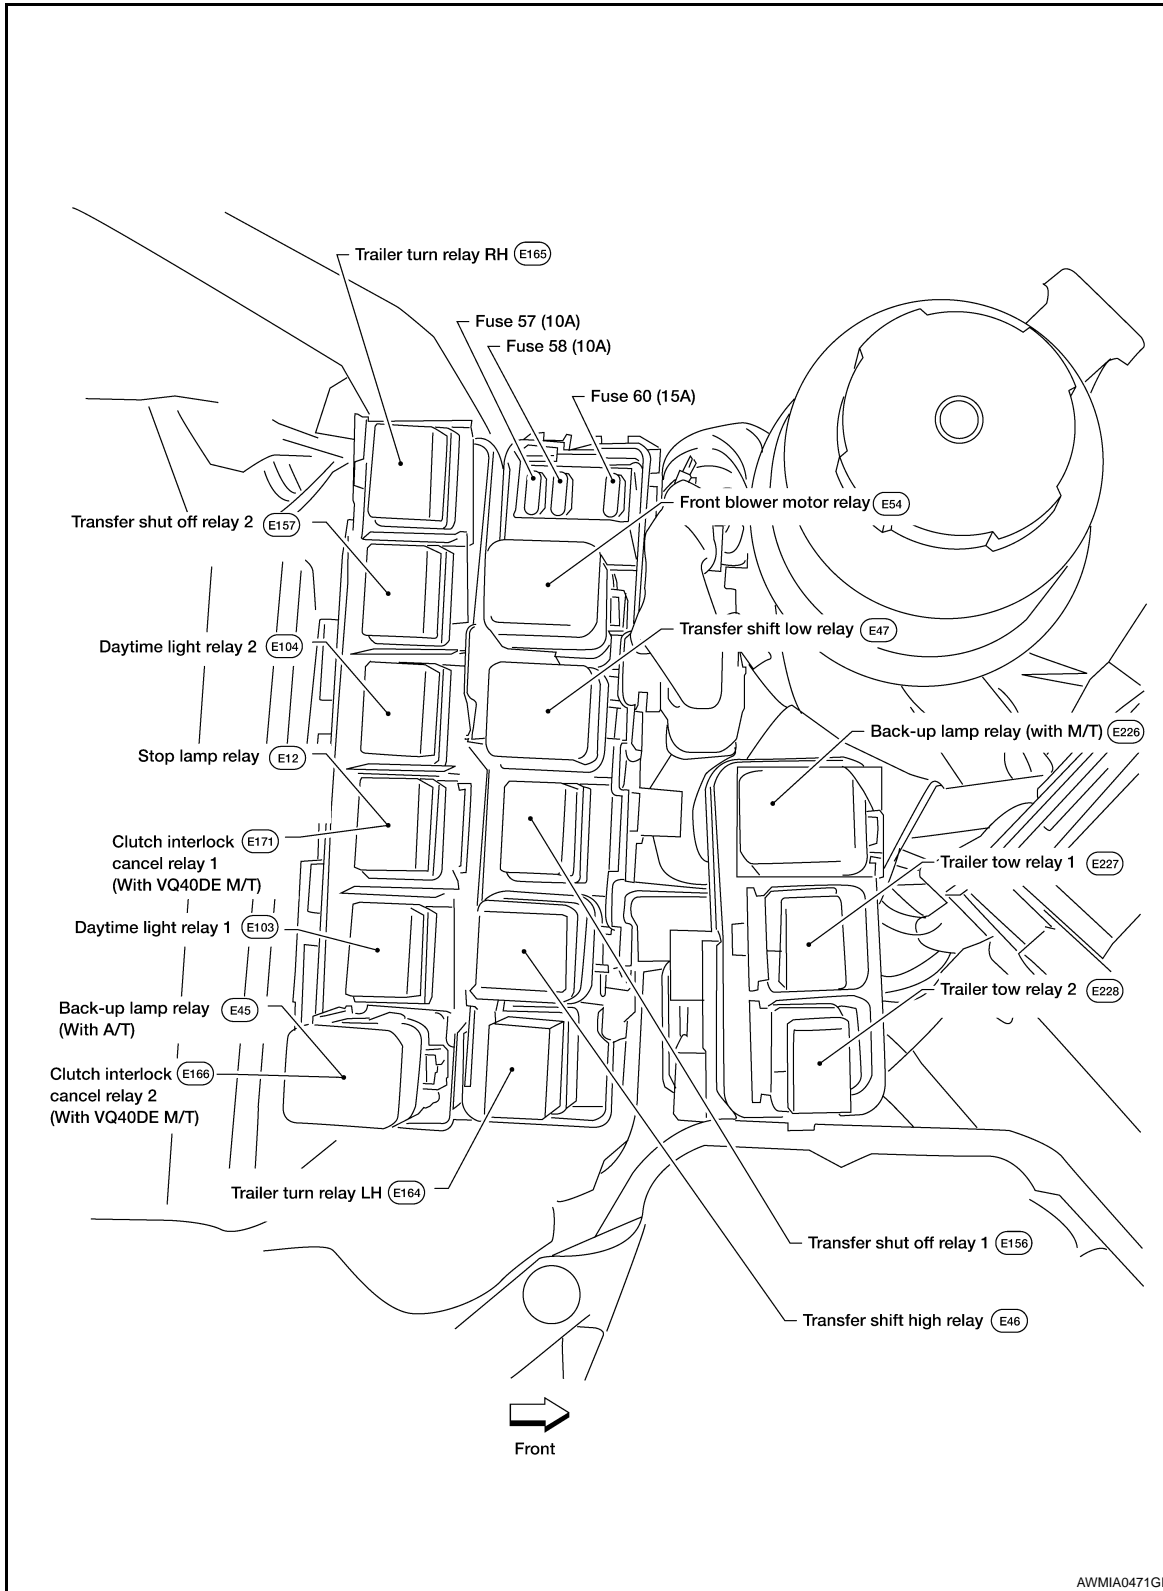 Trailer turn relay RH E165
Fuse 57 (10A)
Fuse 58 (10A)
Fuse 60 (15A)
Front blower motor relay E54
Transfer shut off relay 2 E157
Transfer shift low relay E47
Daytime light relay 2 E104
Back-up lamp relay (with M/T) E226
Stop lamp relay E12
Clutch interlock E171
cancel relay 1
(With VQ40DE M/T)
Trailer tow relay 1 E227
Daytime light relay 1 E103
Trailer tow relay 2 E228
Back-up lamp relay E45
(With A/T)
Clutch interlock E166
cancel relay 2
(With VQ40DE M/T)
Trailer turn relay LH E164
Transfer shut off relay 1 E156
Transfer shift high relay E46
Front